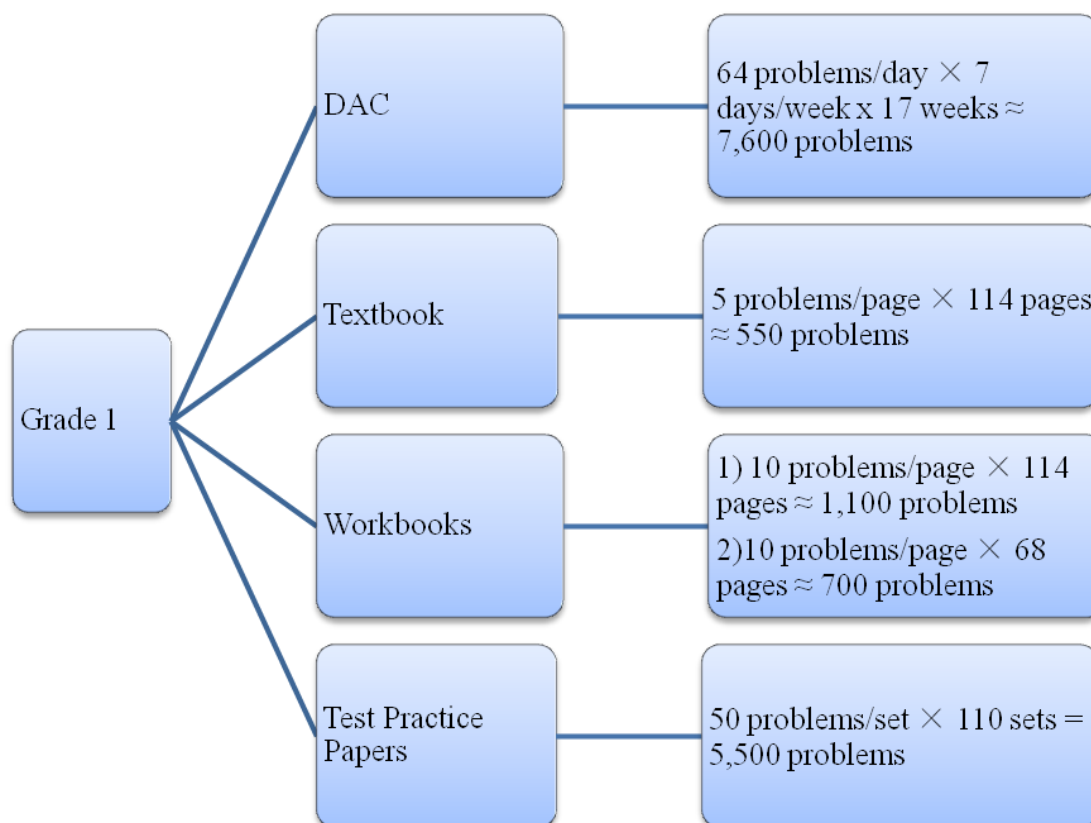 Grade 1
DAC
64 problems/day × 7
days/week x 17 weeks ≈
7,600 problems
Textbook
5 problems/page × 114 pages
≈ 550 problems
Workbooks
1) 10 problems/page × 114
pages ≈ 1,100 problems
2)10 problems/page × 68
pages ≈ 700 problems
Test Practice
Papers
50 problems/set × 110 sets =
5,500 problems